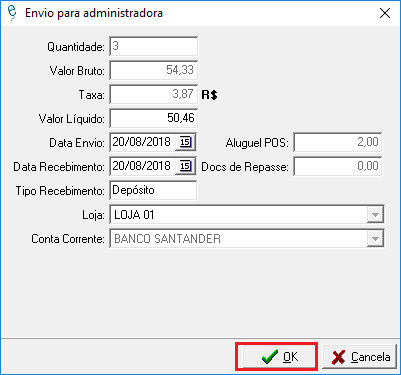 Envio para administradora
Quantidade: 3
Valor Bruto: 54,33
Taxa: 3,87 R$
Valor Líquido: 50,46
Data Envio: 20/08/2018 15 Aluguel POS: 2,00
Data Recebimento: 20/08/2018 15 Docs de Repasse: 0,00
Tipo Recebimento: Depósito
Loja: LOJA 01
Conta Corrente: BANCO SANTANDER
OK Cancela